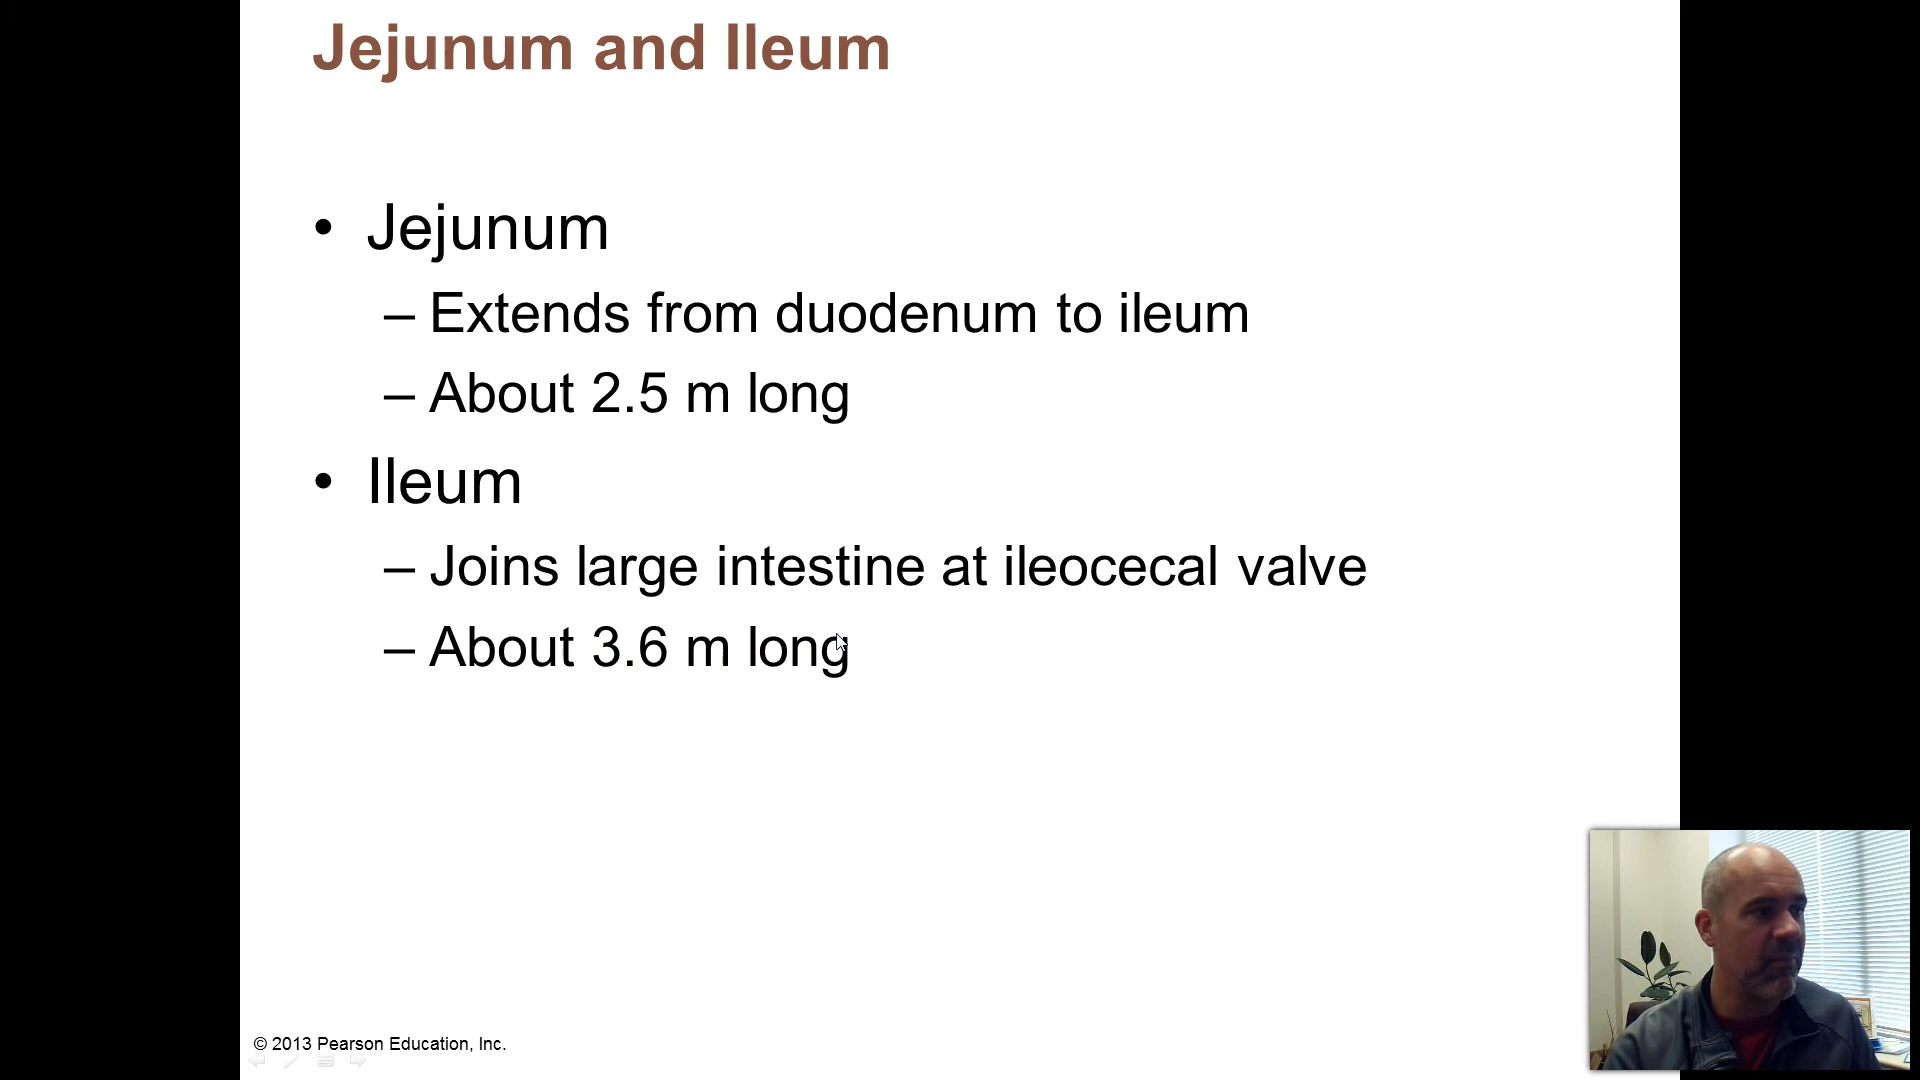 Jejunum and Ileum
• Jejunum
– Extends from duodenum to ileum
– About 2.5 m long
• Ileum
– Joins large intestine at ileocecal valve
– About 3.6 m long
© 2013 Pearson Education, Inc.